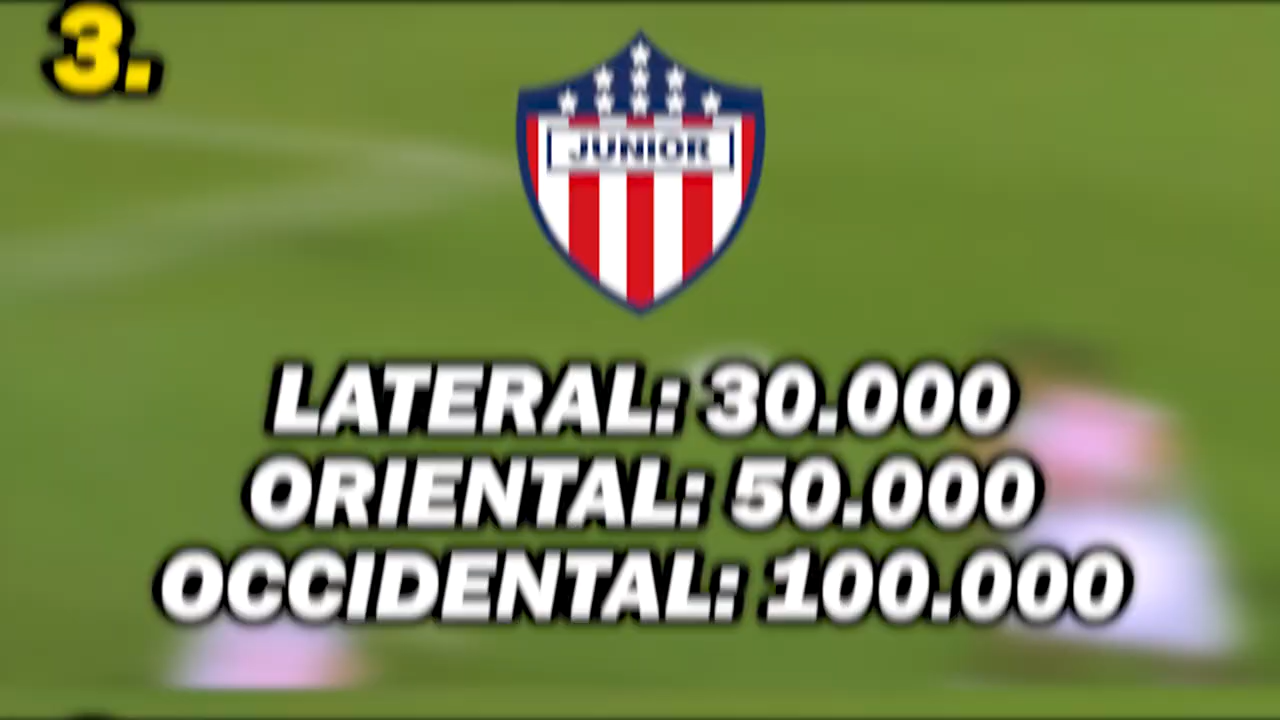 3.
JUNIOR
LATERAL: 30.000
ORIENTAL: 50.000
OCCIDENTAL: 100.000